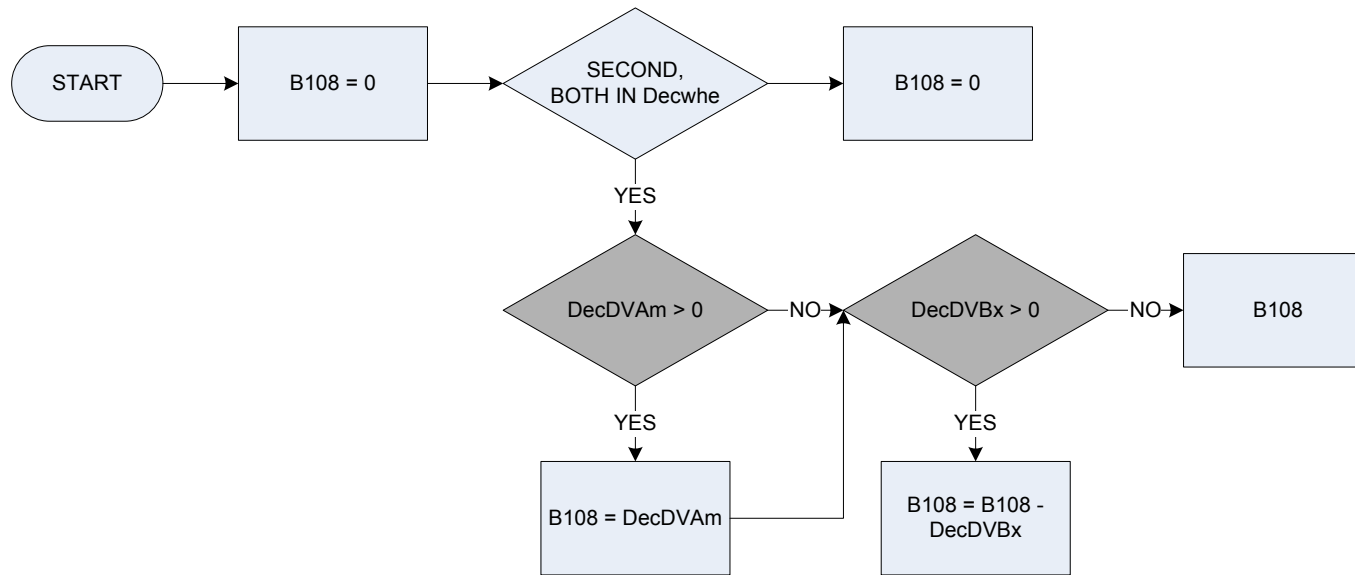 START
B108 = 0
SECOND,
BOTH IN Decwhe
B108 = 0
YES
DecDVAm > 0
NO
DecDVBx > 0
NO
B108
YES
YES
B108 = DecDVAm
B108 = B108 -
DecDVBx